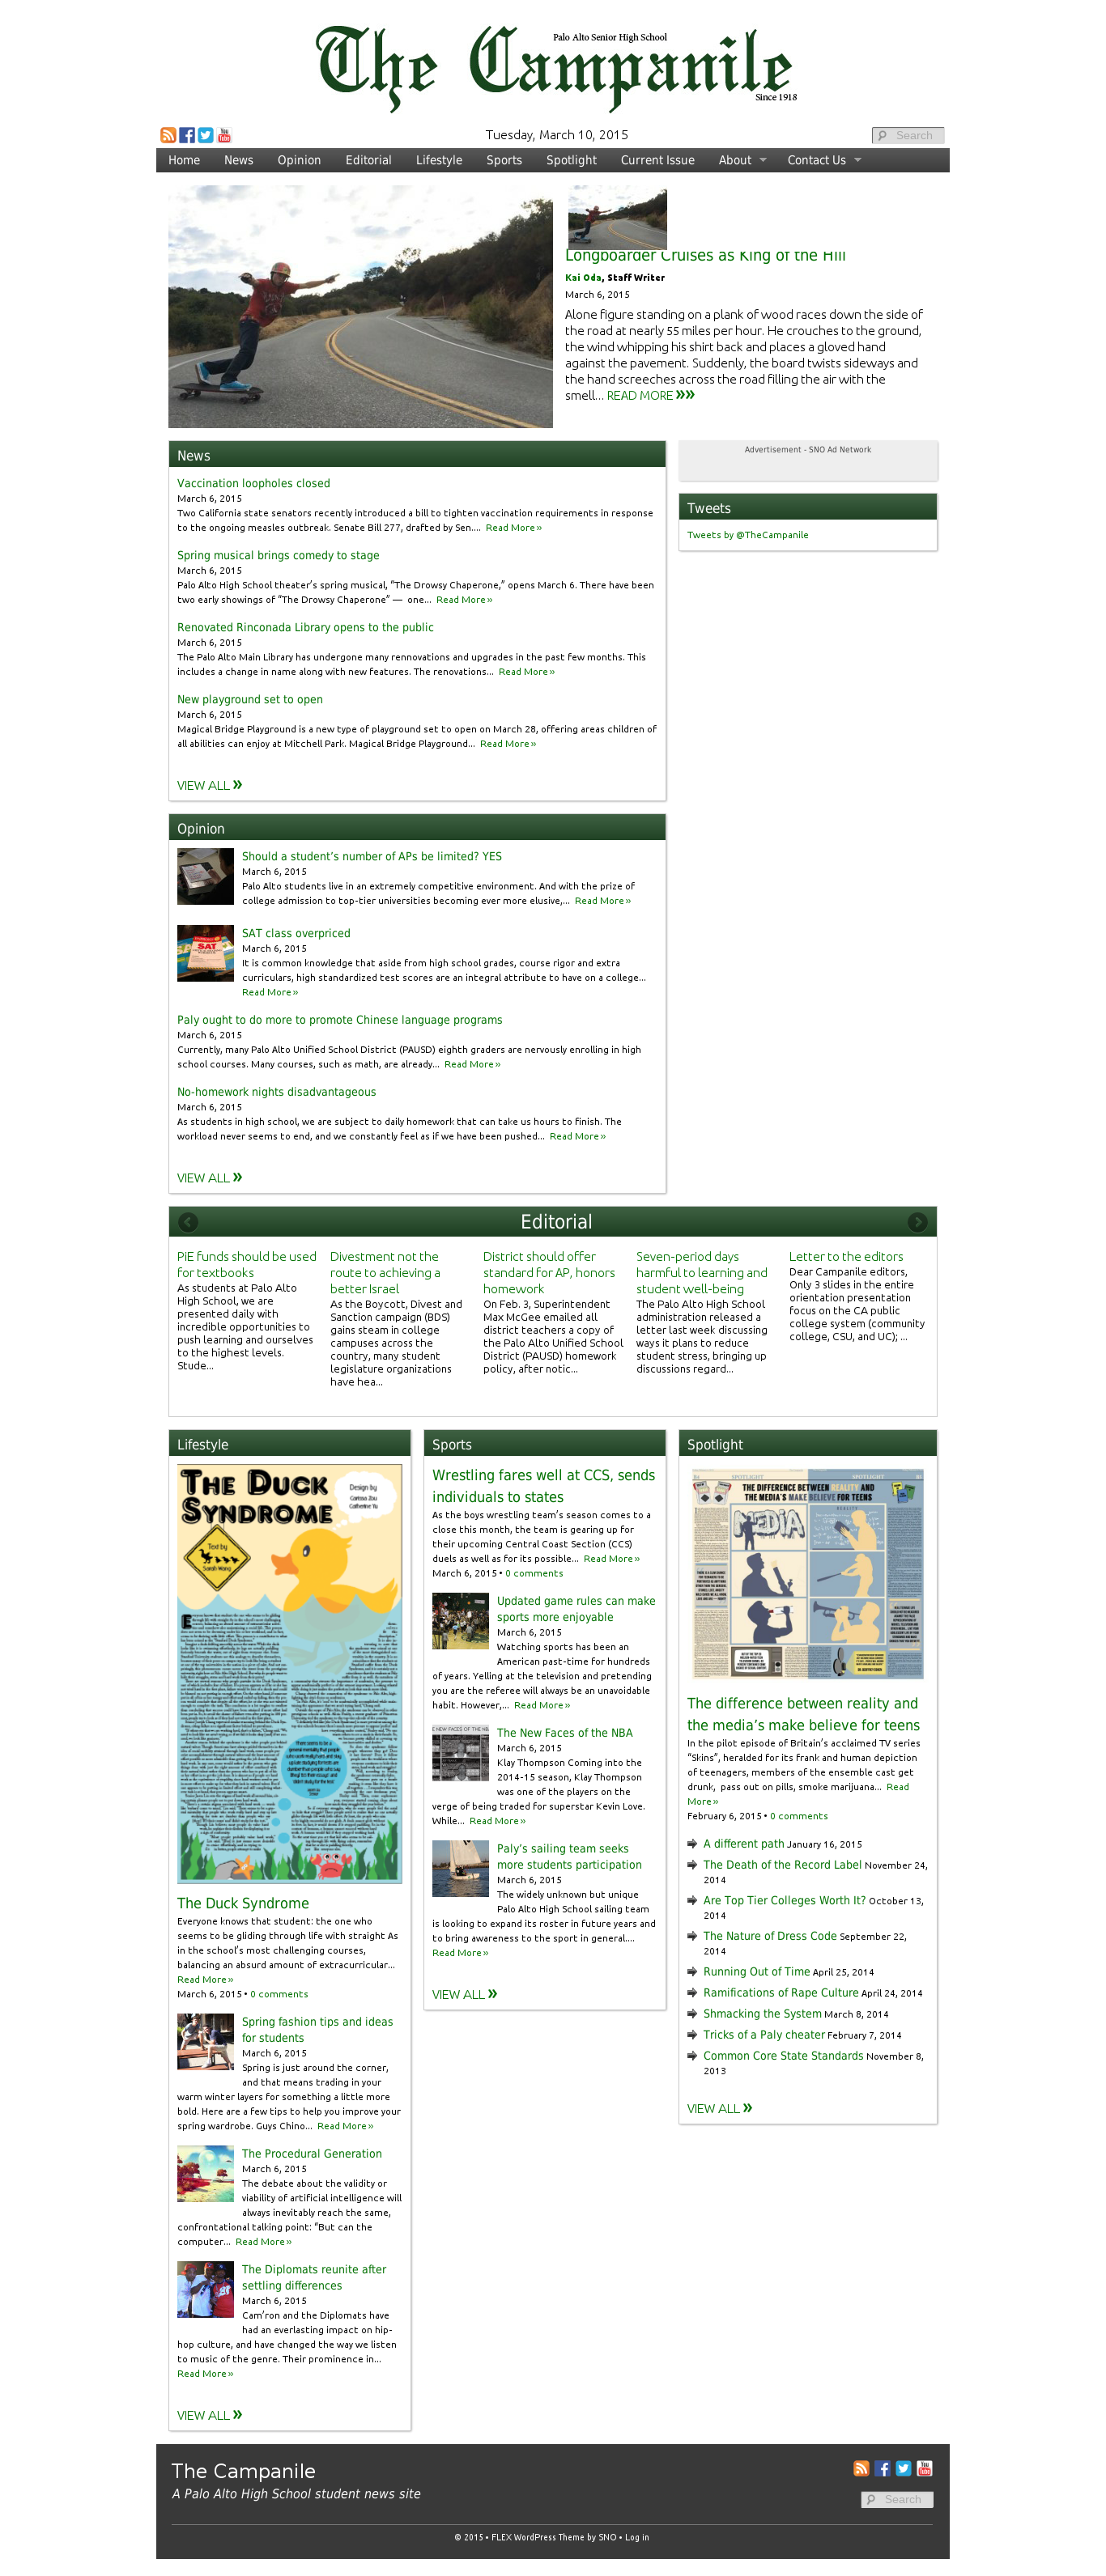 The Campanile
Palo Alto Senior High School
Since 1918
Tuesday, March 10, 2015
Search
Home News Opinion Editorial Lifestyle Sports Spotlight Current Issue About Contact Us
Longboarder Cruises as King of the Hill
Kai Oda, Staff Writer
March 6, 2015
Alone figure standing on a plank of wood races down the side of
the road at nearly 55 miles per hour. He crouches to the ground,
the wind whipping his shirt back and places a gloved hand
against the pavement. Suddenly, the board twists sideways and
the hand screeches across the road filling the air with the
smell... READ MORE »»
News
Vaccination loopholes closed
March 6, 2015
Two California state senators recently introduced a bill to tighten vaccination requirements in response
to the ongoing measles outbreak. Senate Bill 277, drafted by Sen.... Read More »
Spring musical brings comedy to stage
March 6, 2015
Palo Alto High School theater’s spring musical, “The Drowsy Chaperone,” opens March 6. There have been
two early showings of “The Drowsy Chaperone” — one... Read More »
Renovated Rinconada Library opens to the public
March 6, 2015
The Palo Alto Main Library has undergone many rennovations and upgrades in the past few months. This
includes a change in name along with new features. The renovations... Read More »
New playground set to open
March 6, 2015
Magical Bridge Playground is a new type of playground set to open on March 28, offering areas children of
all abilities can enjoy at Mitchell Park. Magical Bridge Playground... Read More »
VIEW ALL »
Advertisement - SNO Ad Network
Tweets
Tweets by @TheCampanile
Opinion
Should a student’s number of APs be limited? YES
March 6, 2015
Palo Alto students live in an extremely competitive environment. And with the prize of
college admission to top-tier universities becoming ever more elusive,... Read More »
SAT
SAT class overpriced
March 6, 2015
It is common knowledge that aside from high school grades, course rigor and extra
curriculars, high standardized test scores are an integral attribute to have on a college...
Read More »
Paly ought to do more to promote Chinese language programs
March 6, 2015
Currently, many Palo Alto Unified School District (PAUSD) eighth graders are nervously enrolling in high
school courses. Many courses, such as math, are already... Read More »
No-homework nights disadvantageous
March 6, 2015
As students in high school, we are subject to daily homework that can take us hours to finish. The
workload never seems to end, and we constantly feel as if we have been pushed... Read More »
VIEW ALL »
Editorial
PiE funds should be used
for textbooks
As students at Palo Alto
High School, we are
presented daily with
incredible opportunities to
push learning and ourselves
to the highest levels.
Stude...
Divestment not the
route to achieving a
better Israel
As the Boycott, Divest and
Sanction campaign (BDS)
gains steam in college
campuses across the
country, many student
legislature organizations
have hea...
District should offer
standard for AP, honors
homework
On Feb. 3, Superintendent
Max McGee emailed all
district teachers a copy of
the Palo Alto Unified School
District (PAUSD) homework
policy, after notic...
Seven-period days
harmful to learning and
student well-being
The Palo Alto High School
administration released a
letter last week discussing
ways it plans to reduce
student stress, bringing up
discussions regard...
Letter to the editors
Dear Campanile editors,
Only 3 slides in the entire
orientation presentation
focus on the CA public
college system (community
college, CSU, and UC); ...
Lifestyle
THE DUCK
SYNDROME
Design by
Text by
Sarah Wang
The Duck Syndrome
Everyone knows that student: the one who
seems to be gliding through life with straight As
in the school’s most challenging courses,
balancing an absurd amount of extracurricular...
Read More »
March 6, 2015 • 0 comments
Spring fashion tips and ideas
for students
March 6, 2015
Spring is just around the corner,
and that means trading in your
warm winter layers for something a little more
bold. Here are a few tips to help you improve your
spring wardrobe. Guys Chino... Read More »
The Procedural Generation
March 6, 2015
The debate about the validity or
viability of artificial intelligence will
always inevitably reach the same,
confrontational talking point: “But can the
computer... Read More »
The Diplomats reunite after
settling differences
March 6, 2015
Cam’ron and the Diplomats have
had an everlasting impact on hip-
hop culture, and have changed the way we listen
to music of the genre. Their prominence in...
Read More »
VIEW ALL »
Sports
Wrestling fares well at CCS, sends
individuals to states
As the boys wrestling team’s season comes to a
close this month, the team is gearing up for
their upcoming Central Coast Section (CCS)
duels as well as for its possible... Read More »
March 6, 2015 • 0 comments
Updated game rules can make
sports more enjoyable
March 6, 2015
Watching sports has been an
American past-time for hundreds
of years. Yelling at the television and pretending
you are the referee will always be an unavoidable
habit. However,... Read More »
E NEW FACES OF THE NBA
The New Faces of the NBA
March 6, 2015
Klay Thompson Coming into the
2014-15 season, Klay Thompson
was one of the players on the
verge of being traded for superstar Kevin Love.
While... Read More »
Paly’s sailing team seeks
more students participation
March 6, 2015
The widely unknown but unique
Palo Alto High School sailing team
is looking to expand its roster in future years and
to bring awareness to the sport in general....
Read More »
VIEW ALL »
Spotlight
SPOTLIGHT SPOTLIGHT
THE DIFFERENCE BETWEEN REALITY AND
THE MEDIA'S MAKE BELIEVE FOR TEENS
MEDIA
REALITY
The difference between reality and
the media’s make believe for teens
In the pilot episode of Britain’s acclaimed TV series
“Skins”, heralded for its frank and human depiction
of teenagers, members of the ensemble cast get
drunk, pass out on pills, smoke marijuana... Read
More »
February 6, 2015 • 0 comments
A different path January 16, 2015
The Death of the Record Label November 24,
2014
Are Top Tier Colleges Worth It? October 13,
2014
The Nature of Dress Code September 22,
2014
Running Out of Time April 25, 2014
Ramifications of Rape Culture April 24, 2014
Shmacking the System March 8, 2014
Tricks of a Paly cheater February 7, 2014
Common Core State Standards November 8,
2013
VIEW ALL »
The Campanile
A Palo Alto High School student news site
Search
© 2015 • FLEX WordPress Theme by SNO • Log in